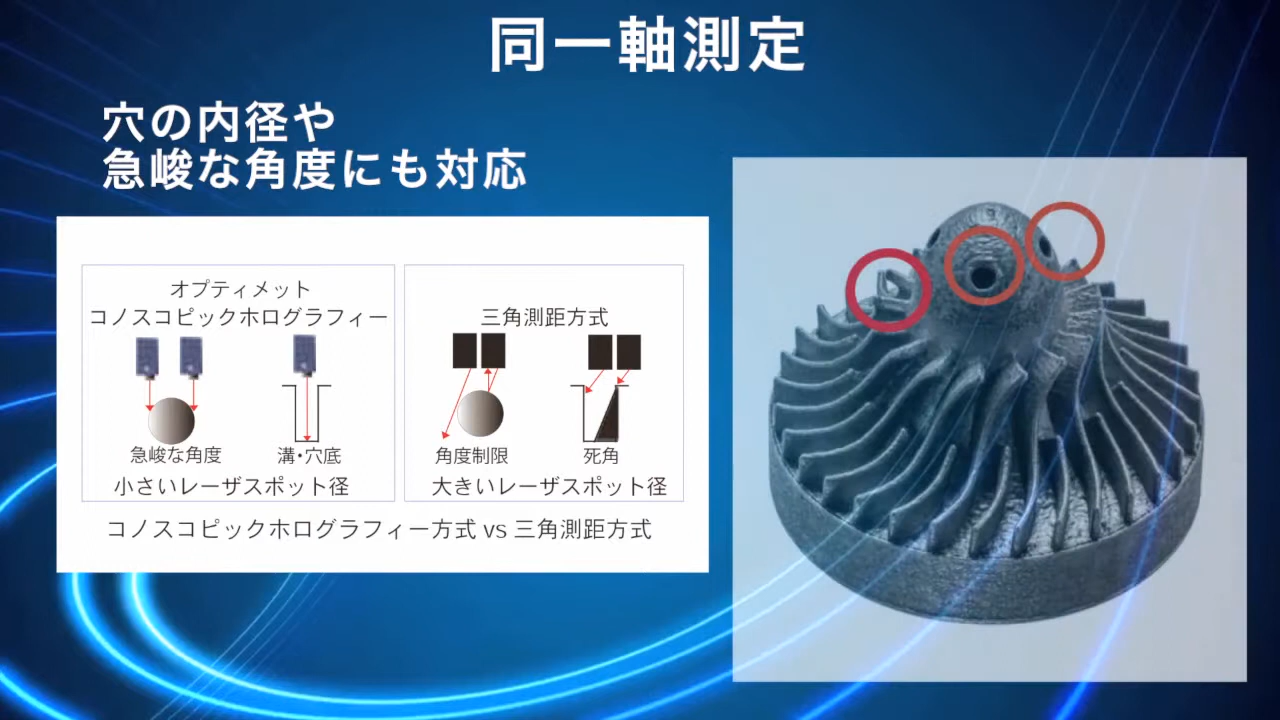 同一軸測定
穴の内径や
急峻な角度にも対応
オプティメット
コノスコピックホログラフィー
急峻な角度
溝・穴底
小さいレーザスポット径
三角測距方式
角度制限
死角
大きいレーザスポット径
コノスコピックホログラフィー方式 vs 三角測距方式